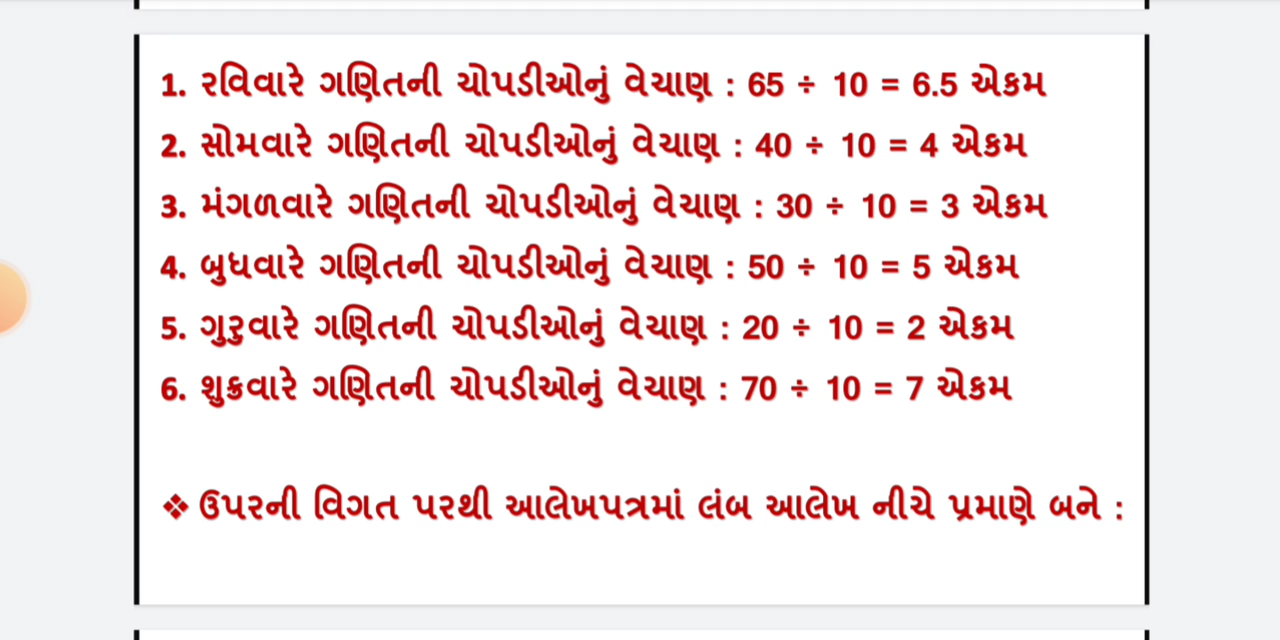 1. રવિવારે ગણિતની ચોપડીઓનું વેચાણ : 65 ÷ 10 = 6.5 એકમ
2. સોમવારે ગણિતની ચોપડીઓનું વેચાણ : 40 ÷ 10 = 4 એકમ
3. મંગળવારે ગણિતની ચોપડીઓનું વેચાણ : 30 ÷ 10 = 3 એકમ
4. બુધવારે ગણિતની ચોપડીઓનું વેચાણ : 50 ÷ 10 = 5 એકમ
5. ગુરુવારે ગણિતની ચોપડીઓનું વેચાણ : 20 ÷ 10 = 2 એકમ
6. શુક્રવારે ગણિતની ચોપડીઓનું વેચાણ : 70 ÷ 10 = 7 એકમ
❖ ઉપરની વિગત પરથી આલેખપત્રમાં લંબ આલેખ નીચે પ્રમાણે બને :